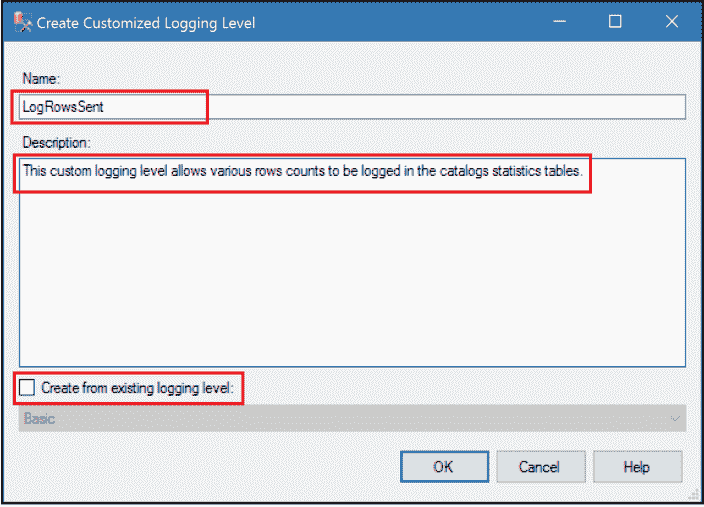 Create Customized Logging Level
Name:
LogRowsSent
Description:
This custom logging level allows various rows counts to be logged in the catalogs statistics tables.
Create from existing logging level:
Basic
OK
Cancel
Help